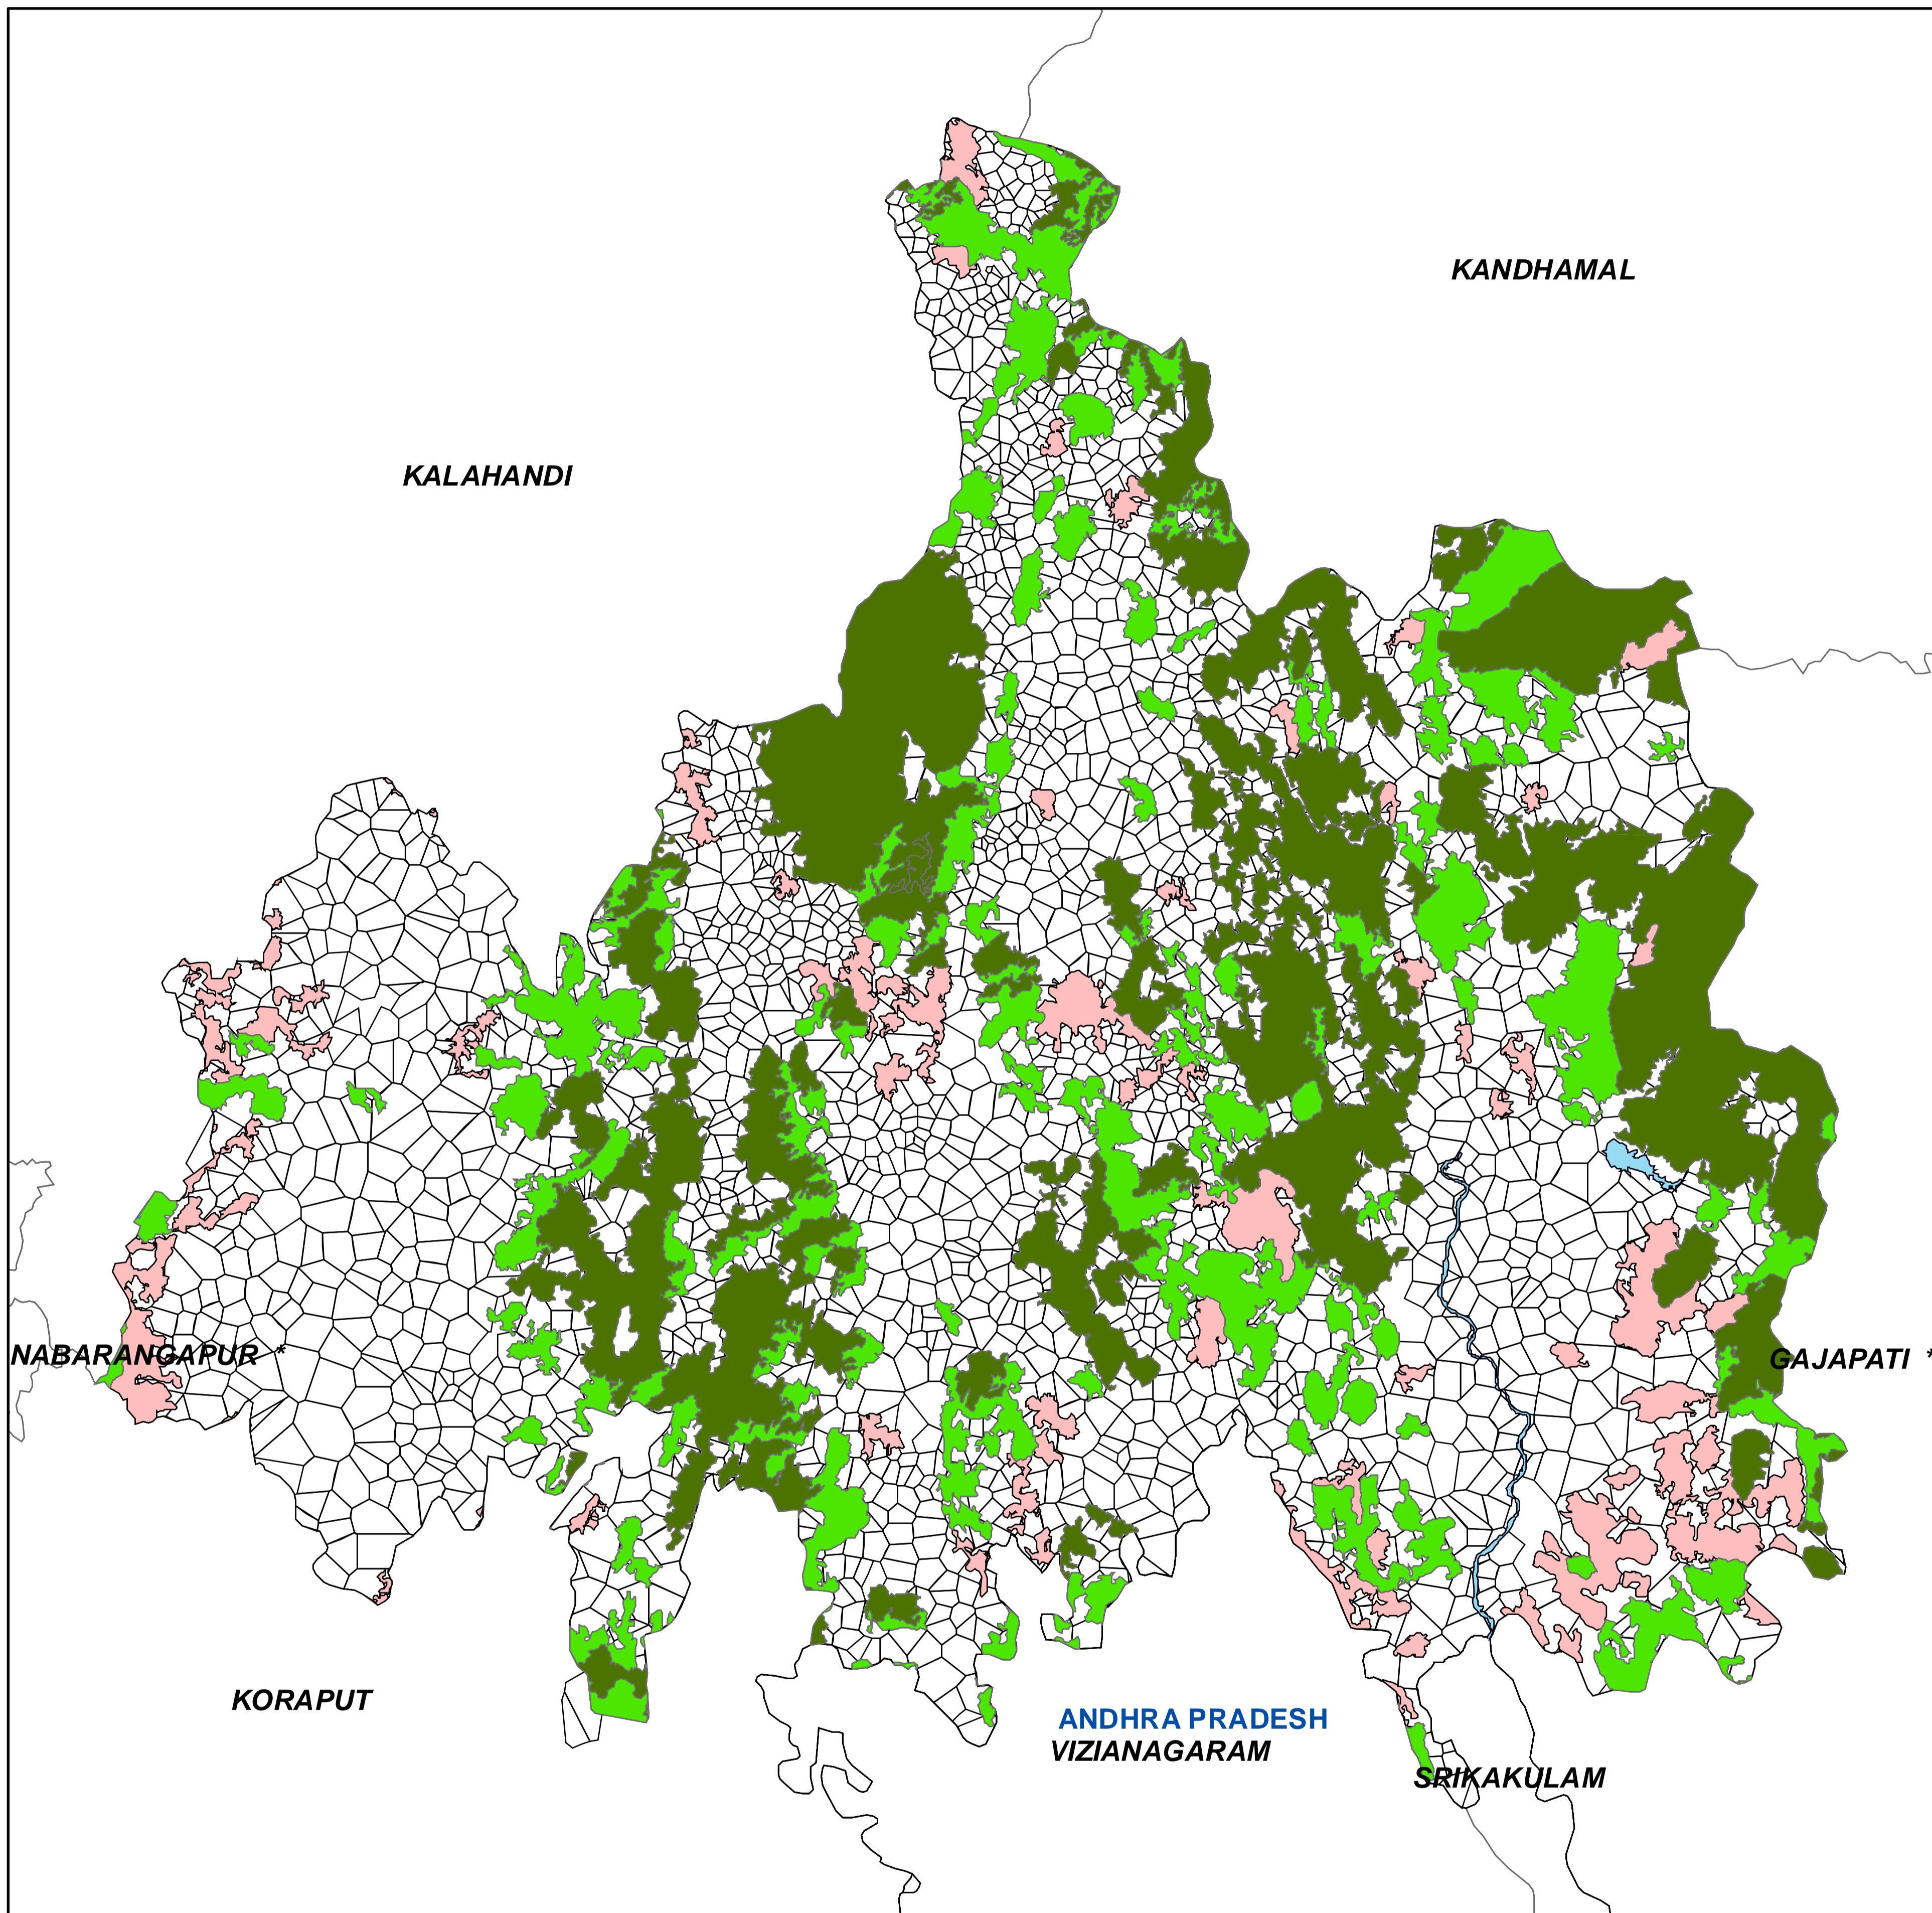 KANDHAMAL
KALAHANDI
NABARANGAPUR *
GAJAPATI *
KORAPUT
ANDHRA PRADESH
VIZIANAGARAM
SRIKAKULAM